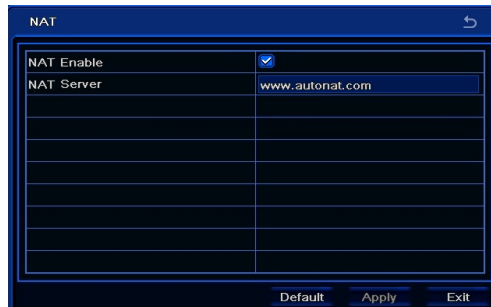 NAT
NAT Enable
NAT Server www.autonat.com
Default Apply Exit